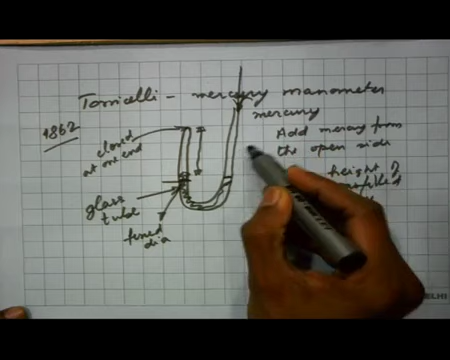 Torricelli - mercury manometer
1862
mercury
Add mercury from
the open side
closed
at one end
height of
glass
tube
fixed
dia